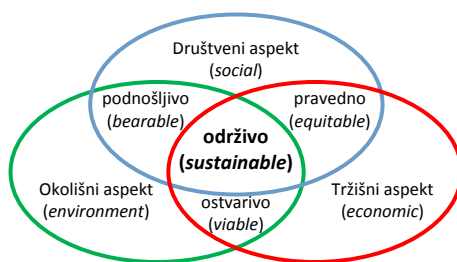 Društveni aspekt
(social)
podnošljivo
(bearable)
pravedno
(equitable)
održivo
(sustainable)
Okolišni aspekt
(environment)
ostvarivo
(viable)
Tržišni aspekt
(economic)